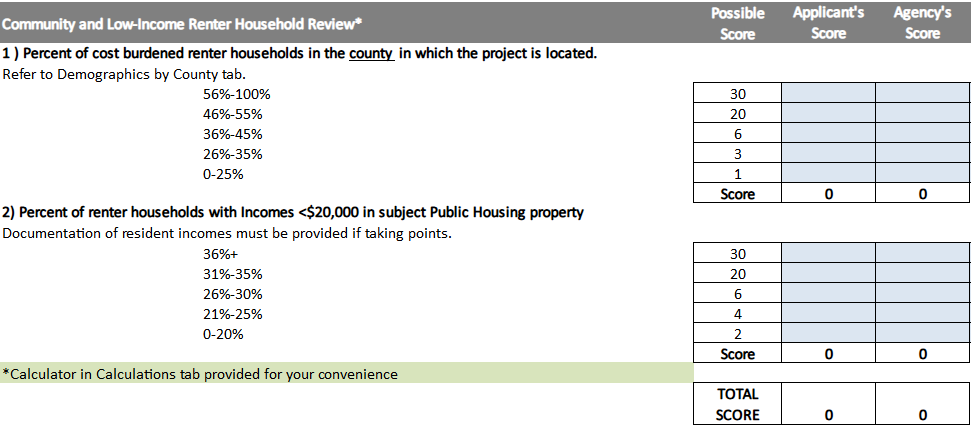 Community and Low-Income Renter Household Review* Possible Score Applicant's Score Agency's Score
1 ) Percent of cost burdened renter households in the county in which the project is located.
Refer to Demographics by County tab.
56%-100% 30
46%-55% 20
36%-45% 6
26%-35% 3
0-25% 1
Score 0 0
2) Percent of renter households with Incomes <$20,000 in subject Public Housing property
Documentation of resident incomes must be provided if taking points.
36%+ 30
31%-35% 20
26%-30% 6
21%-25% 4
0-20% 2
Score 0 0
*Calculator in Calculations tab provided for your convenience
TOTAL
SCORE 0 0